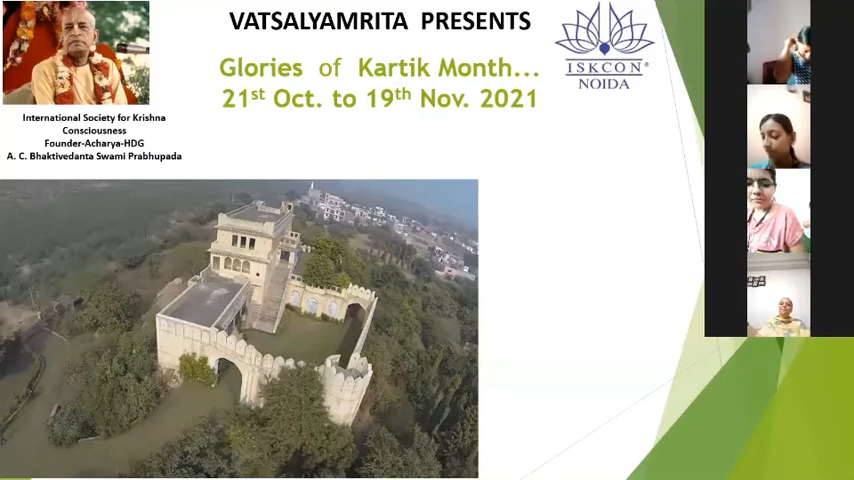 VATSALYAMRITA PRESENTS
Glories of Kartik Month...
21st Oct. to 19th Nov. 2021
ISKCON®
NOIDA
International Society for Krishna
Consciousness
Founder-Acharya-HDG
A. C. Bhaktivedanta Swami Prabhupada